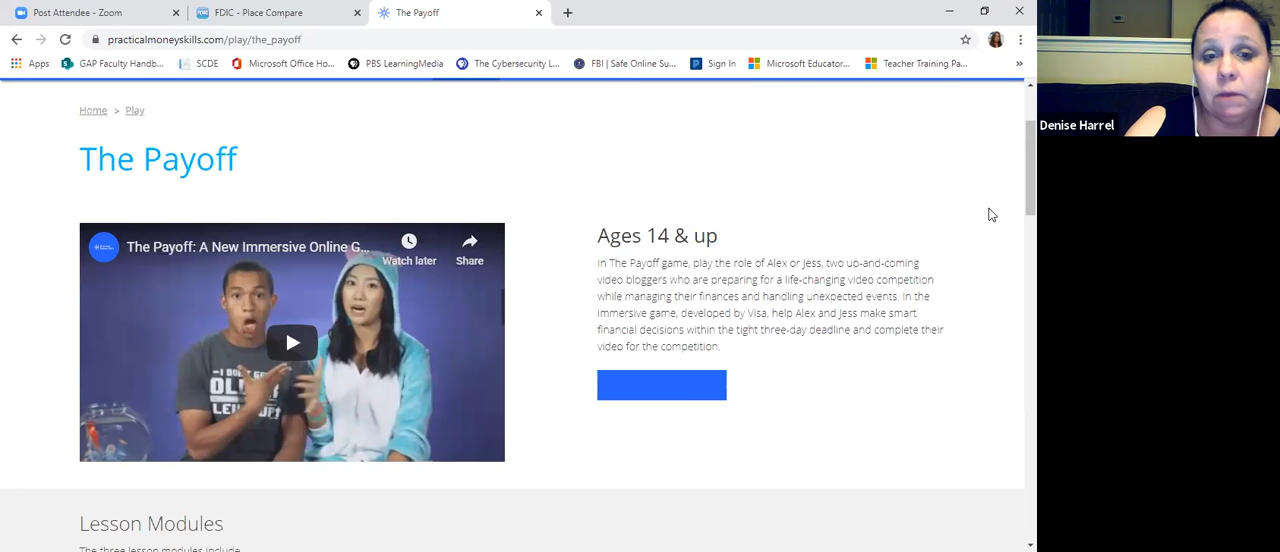 Post Attendee - Zoom
FDIC - Place Compare
The Payoff
practicalmoneyskills.com/play/the_payoff
Apps
GAP Faculty Handb...
SCDE
Microsoft Office Ho...
PBS LearningMedia
The Cybersecurity L...
FBI | Safe Online Su...
Sign In
Microsoft Educator...
Teacher Training Pa...
»
Denise Harrel
Home > Play
The Payoff
The Payoff: A New Immersive Online G...
Watch later
Share
Ages 14 & up
In The Payoff game, play the role of Alex or Jess, two up-and-coming
video bloggers who are preparing for a life-changing video competition
while managing their finances and handling unexpected events. In the
immersive game, developed by Visa, help Alex and Jess make smart
financial decisions within the tight three-day deadline and complete their
video for the competition.
Lesson Modules
The three lesson modules include